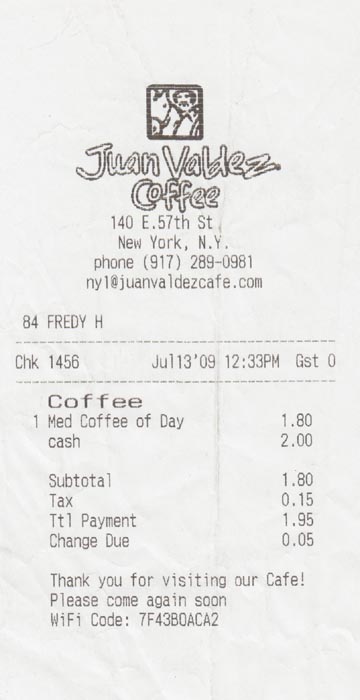 Juan Valdez
Coffee
140 E.57th St
New York, N.Y.
phone (917) 289-0981
ny1@juanvaldezcafe.com
84 FREDY H
Chk 1456 Jul13'09 12:33PM Gst 0
Coffee
1 Med Coffee of Day 1.80
cash 2.00
Subtotal 1.80
Tax 0.15
Ttl Payment 1.95
Change Due 0.05
Thank you for visiting our Cafe!
Please come again soon
WiFi Code: 7F43B0ACA2